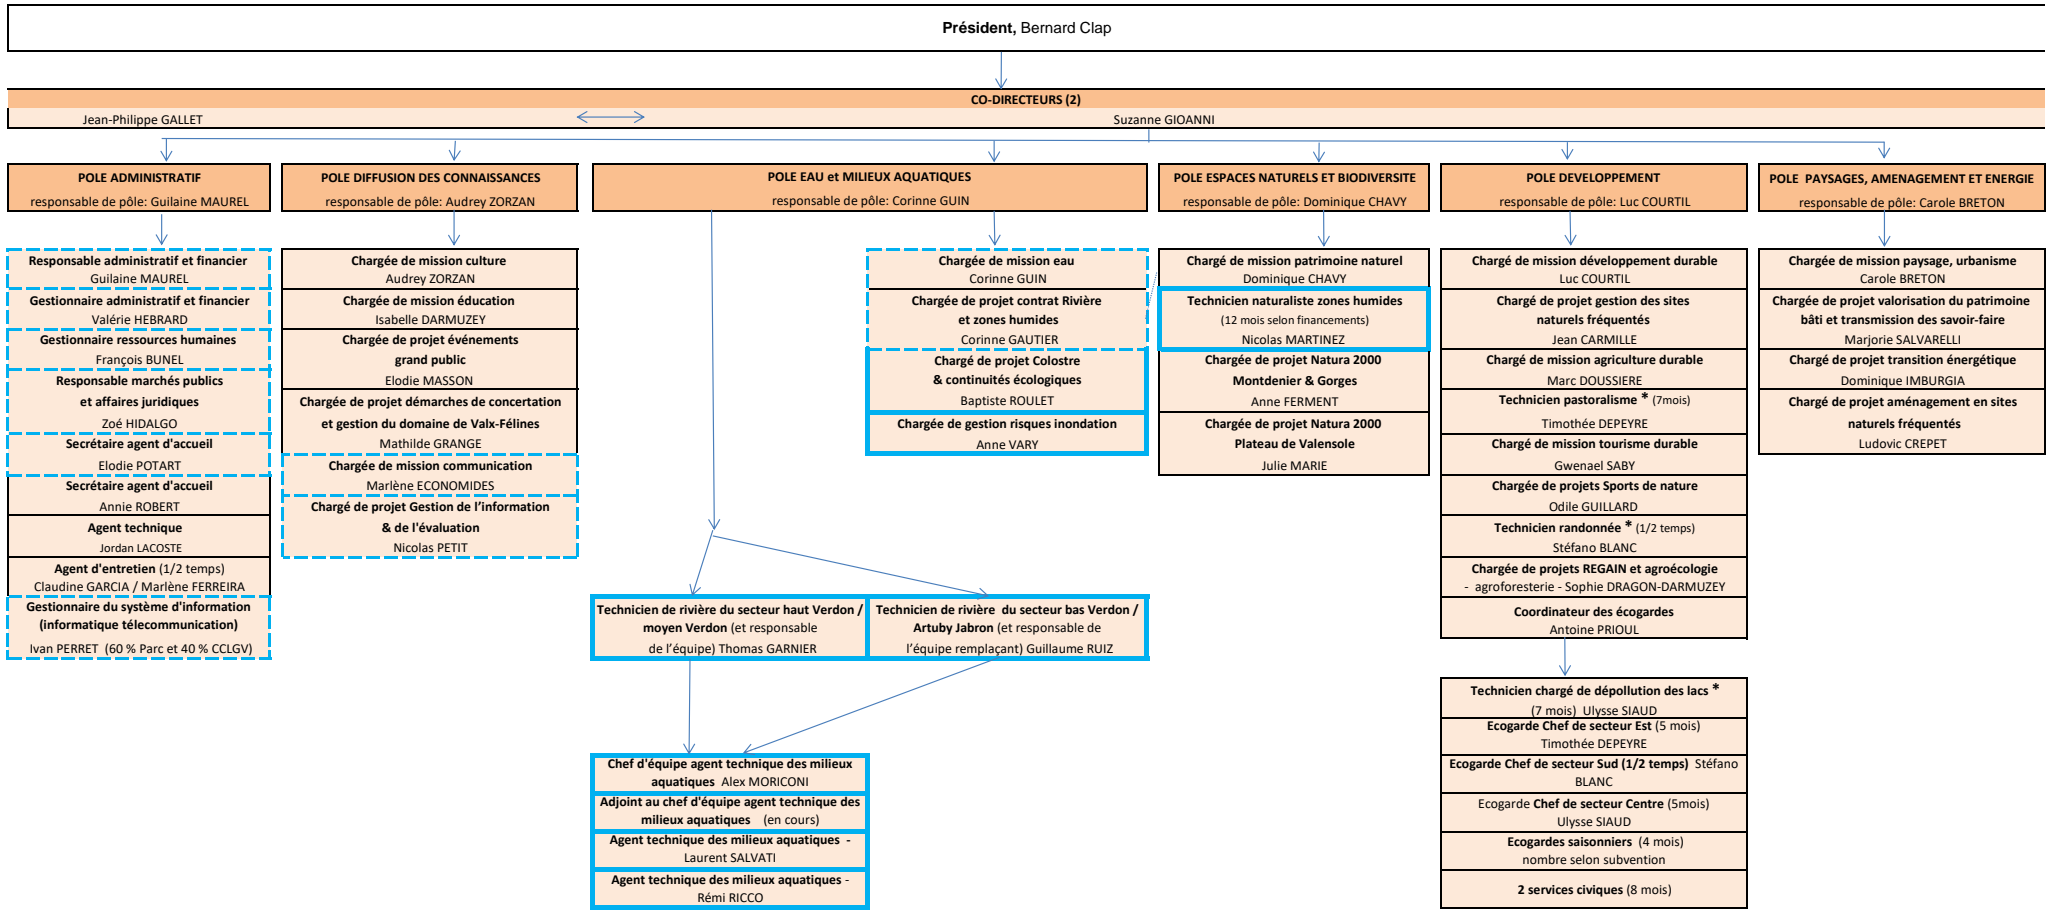 Président, Bernard Clap
CO-DIRECTEURS (2)
Jean-Philippe GALLET
Suzanne GIOANNI
POLE ADMINISTRATIF
responsable de pôle: Guilaine MAUREL
Responsable administratif et financier
Guilaine MAUREL
Gestionnaire administratif et financier
Valérie HEBRARD
Gestionnaire ressources humaines
François BUNEL
Responsable marchés publics
et affaires juridiques
Zoé HIDALGO
Secrétaire agent d'accueil
Elodie POTART
Secrétaire agent d'accueil
Annie ROBERT
Agent technique
Jordan LACOSTE
Agent d'entretien (1/2 temps)
Claudine GARCIA / Marlène FERREIRA
Gestionnaire du système d'information
(informatique télecommunication)
Ivan PERRET (60 % Parc et 40 % CCLGV)
POLE DIFFUSION DES CONNAISSANCES
responsable de pôle: Audrey ZORZAN
Chargée de mission culture
Audrey ZORZAN
Chargée de mission éducation
Isabelle DARMUZEY
Chargée de projet événements
grand public
Elodie MASSON
Chargée de projet démarches de concertation
et gestion du domaine de Valx-Félines
Mathilde GRANGE
Chargée de mission communication
Marlène ECONOMIDES
Chargé de projet Gestion de l'information
& de l'évaluation
Nicolas PETIT
POLE EAU et MILIEUX AQUATIQUES
responsable de pôle: Corinne GUIN
Chargée de mission eau
Corinne GUIN
Chargée de projet contrat Rivière
et zones humides
Corinne GAUTIER
Chargé de projet Colostre
& continuités écologiques
Baptiste ROULET
Chargée de gestion risques inondation
Anne VARY
Technicien de rivière du secteur haut Verdon /
moyen Verdon (et responsable
de l'équipe) Thomas GARNIER
Technicien de rivière du secteur bas Verdon /
Artuby Jabron (et responsable de
l'équipe remplaçant) Guillaume RUIZ
Chef d'équipe agent technique des milieux
aquatiques Alex MORICONI
Adjoint au chef d'équipe agent technique des
milieux aquatiques (en cours)
Agent technique des milieux aquatiques -
Laurent SALVATI
Agent technique des milieux aquatiques -
Rémi RICCO
POLE ESPACES NATURELS ET BIODIVERSITE
responsable de pôle: Dominique CHAVY
Chargé de mission patrimoine naturel
Dominique CHAVY
Technicien naturaliste zones humides
(12 mois selon financements)
Nicolas MARTINEZ
Chargée de projet Natura 2000
Montdenier & Gorges
Anne FERMENT
Chargée de projet Natura 2000
Plateau de Valensole
Julie MARIE
POLE DEVELOPPEMENT
responsable de pôle: Luc COURTIL
Chargé de mission développement durable
Luc COURTIL
Chargé de projet gestion des sites
naturels fréquentés
Jean CARMILLE
Chargé de mission agriculture durable
Marc DOUSSIERE
Technicien pastoralisme * (7mois)
Timothée DEPEYRE
Chargé de mission tourisme durable
Gwenael SABY
Chargée de projets Sports de nature
Odile GUILLARD
Technicien randonnée * (1/2 temps)
Stéfano BLANC
Chargée de projets REGAIN et agroécologie
- agroforesterie - Sophie DRAGON-DARMUZEY
Coordinateur des écogardes
Antoine PRIOUL
Technicien chargé de dépollution des lacs *
(7 mois) Ulysse SIAUD
Ecogarde Chef de secteur Est (5 mois)
Timothée DEPEYRE
Ecogarde Chef de secteur Sud (1/2 temps) Stéfano
BLANC
Ecogarde Chef de secteur Centre (5mois)
Ulysse SIAUD
Ecogardes saisonniers (4 mois)
nombre selon subvention
2 services civiques (8 mois)
POLE PAYSAGES, AMENAGEMENT ET ENERGIE
responsable de pôle: Carole BRETON
Chargée de mission paysage, urbanisme
Carole BRETON
Chargée de projet valorisation du patrimoine
bâti et transmission des savoir-faire
Marjorie SALVARELLI
Chargé de projet transition énergétique
Dominique IMBURGIA
Chargé de projet aménagement en sites
naturels fréquentés
Ludovic CREPET